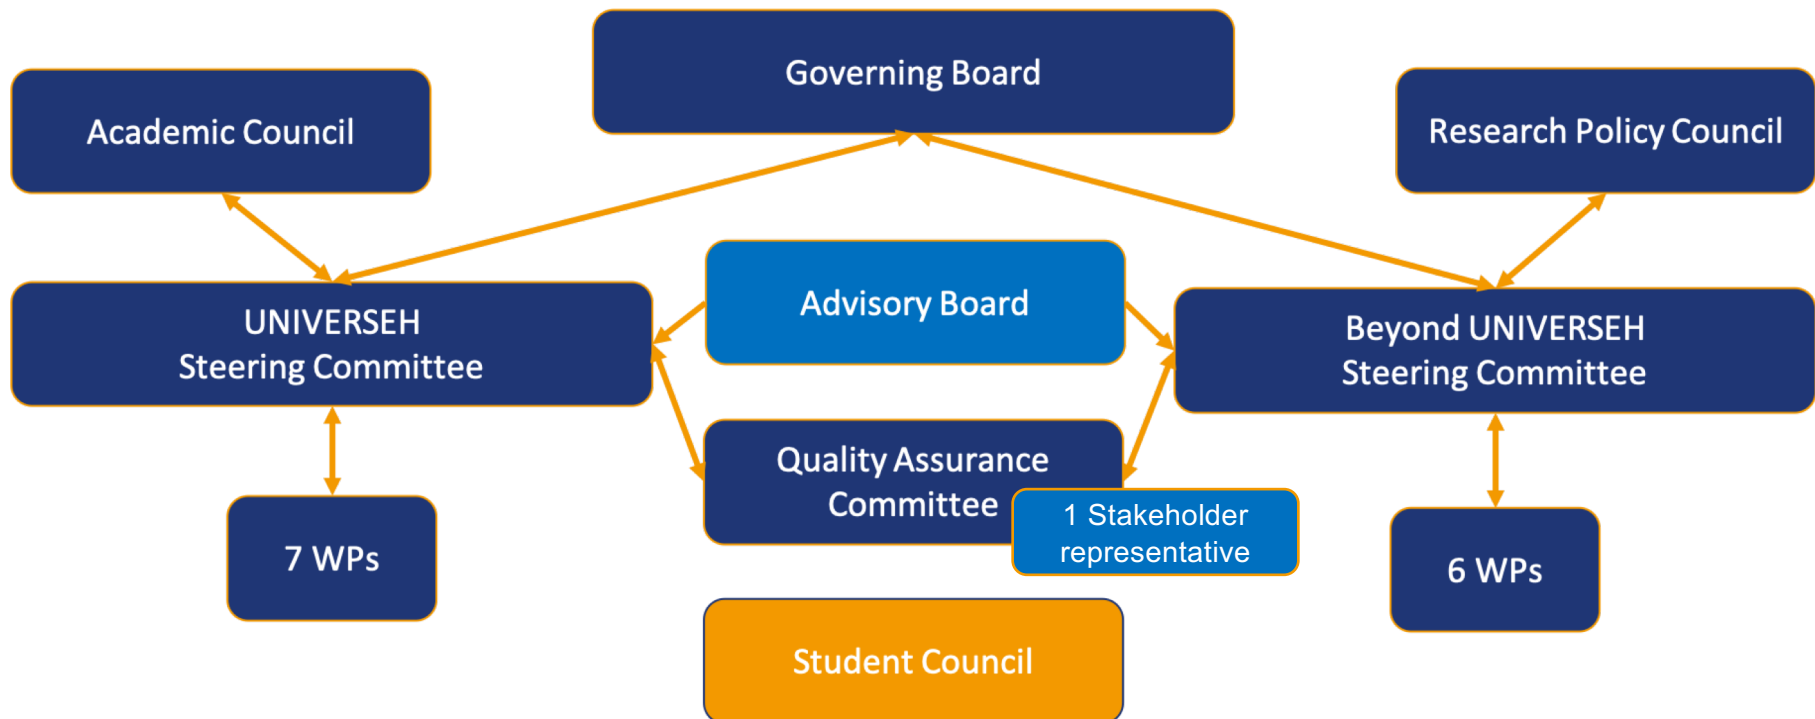 Governing Board
Academic Council
Research Policy Council
UNIVERSEH
Steering Committee
Advisory Board
Beyond UNIVERSEH
Steering Committee
Quality Assurance
Committee
1 Stakeholder
representative
7 WPs
6 WPs
Student Council